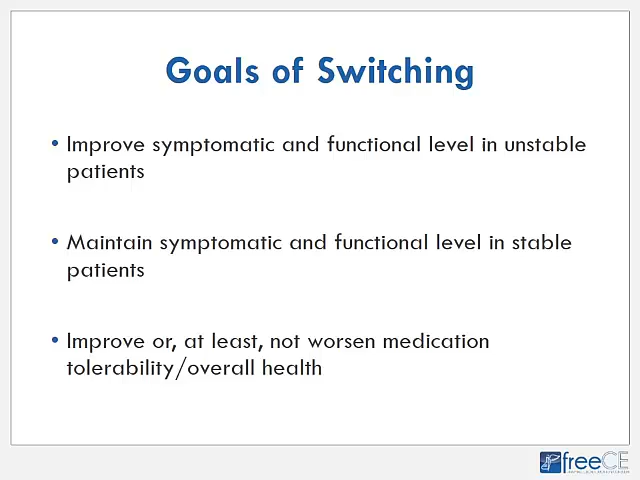 Goals of Switching
• Improve symptomatic and functional level in unstable
patients
• Maintain symptomatic and functional level in stable
patients
• Improve or, at least, not worsen medication
tolerability/overall health
freeCE